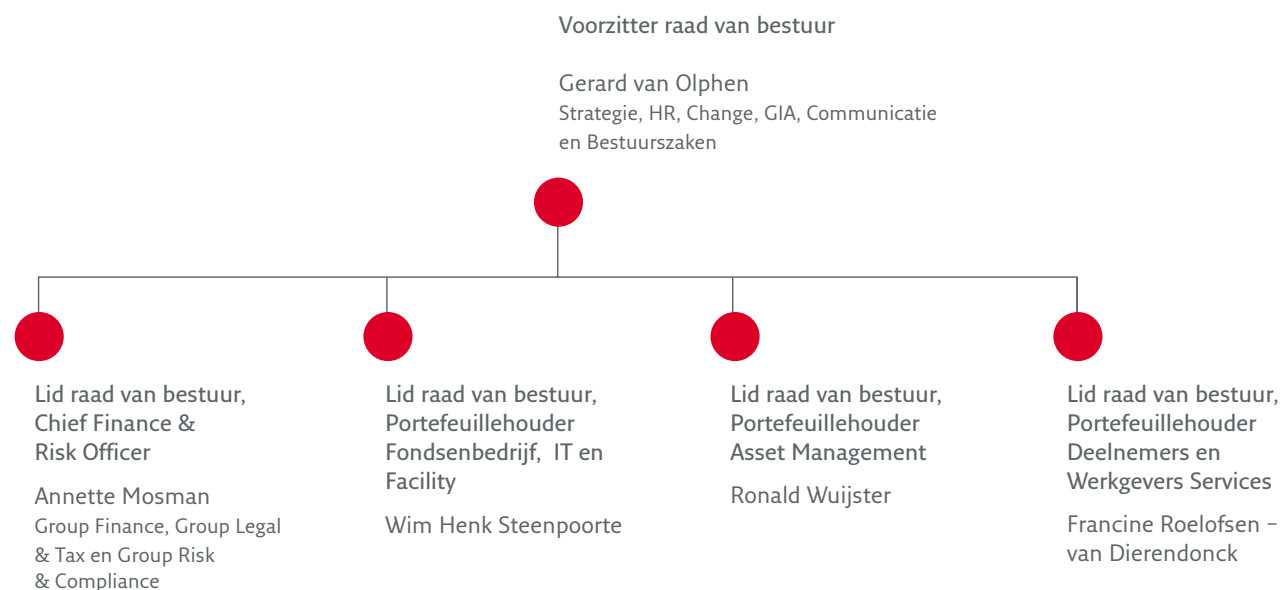 Voorzitter raad van bestuur
Gerard van Olphen
Strategie, HR, Change, GIA, Communicatie
en Bestuurszaken
Lid raad van bestuur,
Chief Finance &
Risk Officer
Annette Mosman
Group Finance, Group Legal
& Tax en Group Risk
& Compliance
Lid raad van bestuur,
Portefeuillehouder
Fondsenbedrijf, IT en
Facility
Wim Henk Steenpoorte
Lid raad van bestuur,
Portefeuillehouder
Asset Management
Ronald Wuijster
Lid raad van bestuur,
Portefeuillehouder
Deelnemers en
Werkgevers Services
Francine Roelofsen –
van Dierendonck